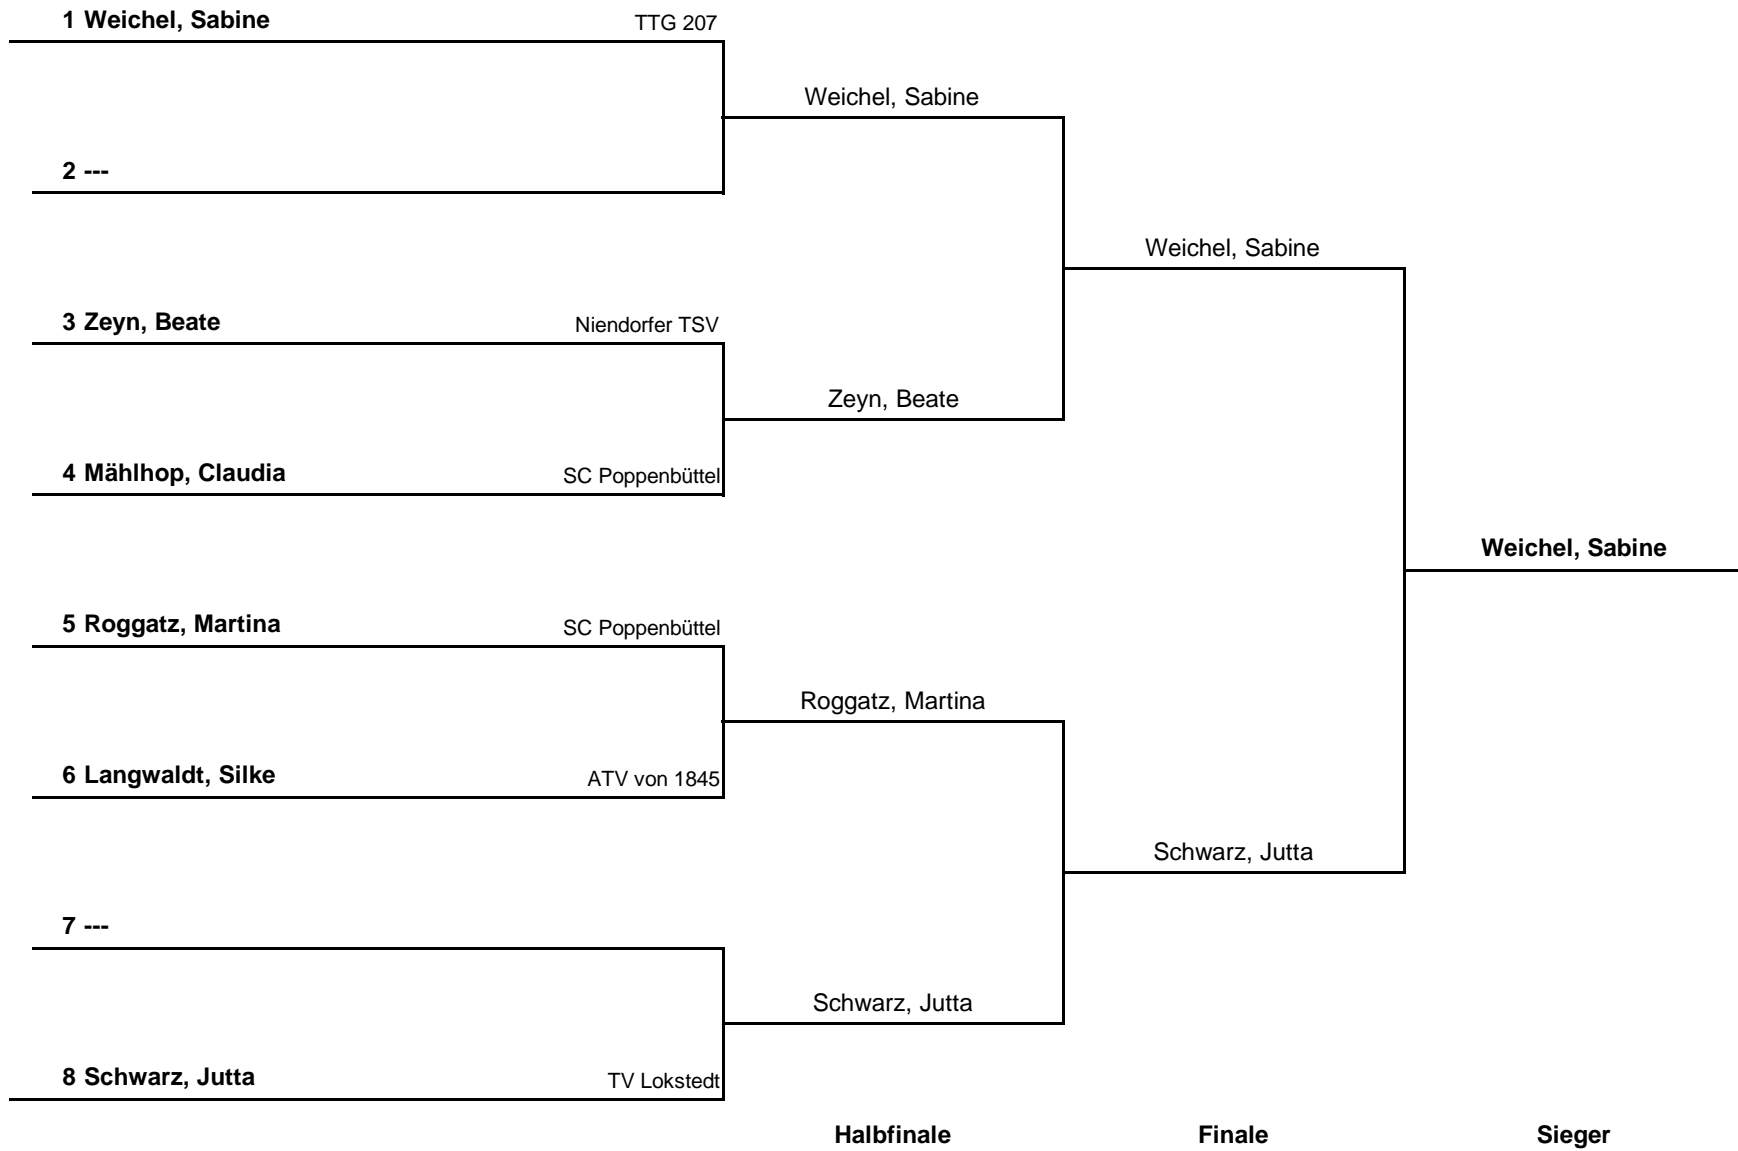 1 Weichel, Sabine TTG 207
Weichel, Sabine
2 ---
Weichel, Sabine
3 Zeyn, Beate Niendorfer TSV
Zeyn, Beate
4 Mählhop, Claudia SC Poppenbüttel
Weichel, Sabine
5 Roggatz, Martina SC Poppenbüttel
Roggatz, Martina
6 Langwaldt, Silke ATV von 1845
Schwarz, Jutta
7 ---
Schwarz, Jutta
8 Schwarz, Jutta TV Lokstedt
Halbfinale Finale Sieger